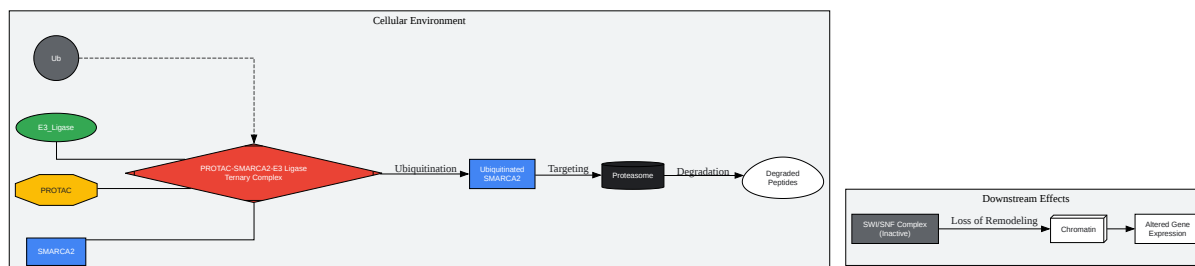 Cellular Environment
Ub
E3_Ligase
PROTAC
SMARCA2
PROTAC-SMARCA2-E3 Ligase
Ternary Complex
Ubiquitination
Ubiquitinated
SMARCA2
Targeting
Proteasome
Degradation
Degraded
Peptides
Downstream Effects
SWI/SNF Complex
(Inactive)
Loss of Remodeling
Chromatin
Altered Gene
Expression